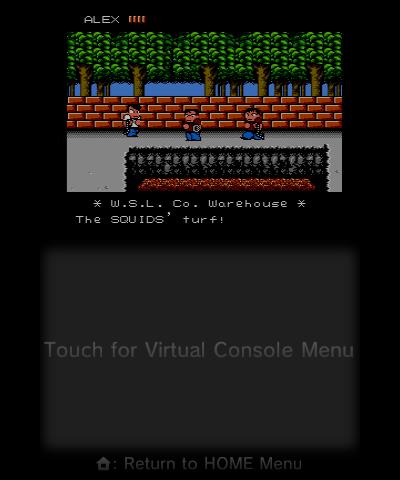 ALEX
* W.S.L. Co. Warehouse *
The SQUIDS' turf!
Touch for Virtual Console Menu
: Return to HOME Menu